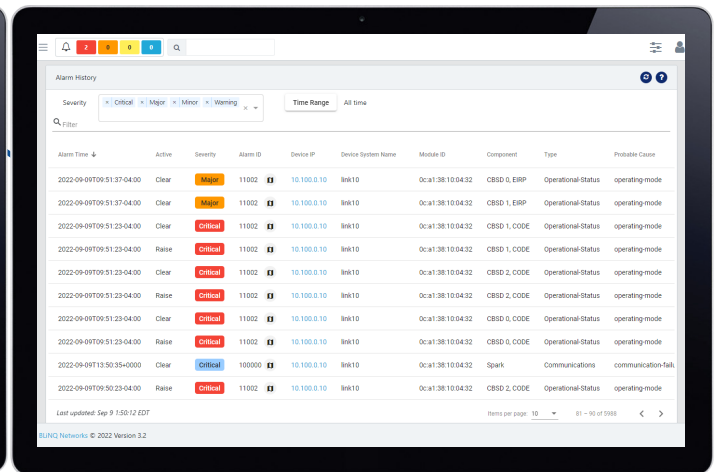 2 0 0 0
Alarm History
Severity × Critical × Major × Minor × Warning × Time Range All time
Filter
Alarm Time Active Severity Alarm ID Device IP Device System Name Module ID Component Type Probable Cause
2022-09-09T09:51:37-04:00 Clear Major 11002 10.100.0.10 link10 0c:a1:38:10:04:32 CBSD 0, EIRP Operational-Status operating-mode
2022-09-09T09:51:37-04:00 Clear Major 11002 10.100.0.10 link10 0c:a1:38:10:04:32 CBSD 1, EIRP Operational-Status operating-mode
2022-09-09T09:51:23-04:00 Clear Critical 11002 10.100.0.10 link10 0c:a1:38:10:04:32 CBSD 1, CODE Operational-Status operating-mode
2022-09-09T09:51:23-04:00 Raise Critical 11002 10.100.0.10 link10 0c:a1:38:10:04:32 CBSD 1, CODE Operational-Status operating-mode
2022-09-09T09:51:23-04:00 Clear Critical 11002 10.100.0.10 link10 0c:a1:38:10:04:32 CBSD 2, CODE Operational-Status operating-mode
2022-09-09T09:51:23-04:00 Raise Critical 11002 10.100.0.10 link10 0c:a1:38:10:04:32 CBSD 2, CODE Operational-Status operating-mode
2022-09-09T09:51:23-04:00 Clear Critical 11002 10.100.0.10 link10 0c:a1:38:10:04:32 CBSD 0, CODE Operational-Status operating-mode
2022-09-09T09:51:23-04:00 Raise Critical 11002 10.100.0.10 link10 0c:a1:38:10:04:32 CBSD 0, CODE Operational-Status operating-mode
2022-09-09T13:50:35+0000 Clear Critical 100000 10.100.0.10 link10 0c:a1:38:10:04:32 Spark Communications communication-failu
2022-09-09T09:50:23-04:00 Raise Critical 11002 10.100.0.10 link10 0c:a1:38:10:04:32 CBSD 2, CODE Operational-Status operating-mode
Last updated: Sep 9 1:50:12 EDT Items per page: 10 81 – 90 of 5988
BLiNQ Networks © 2022 Version 3.2